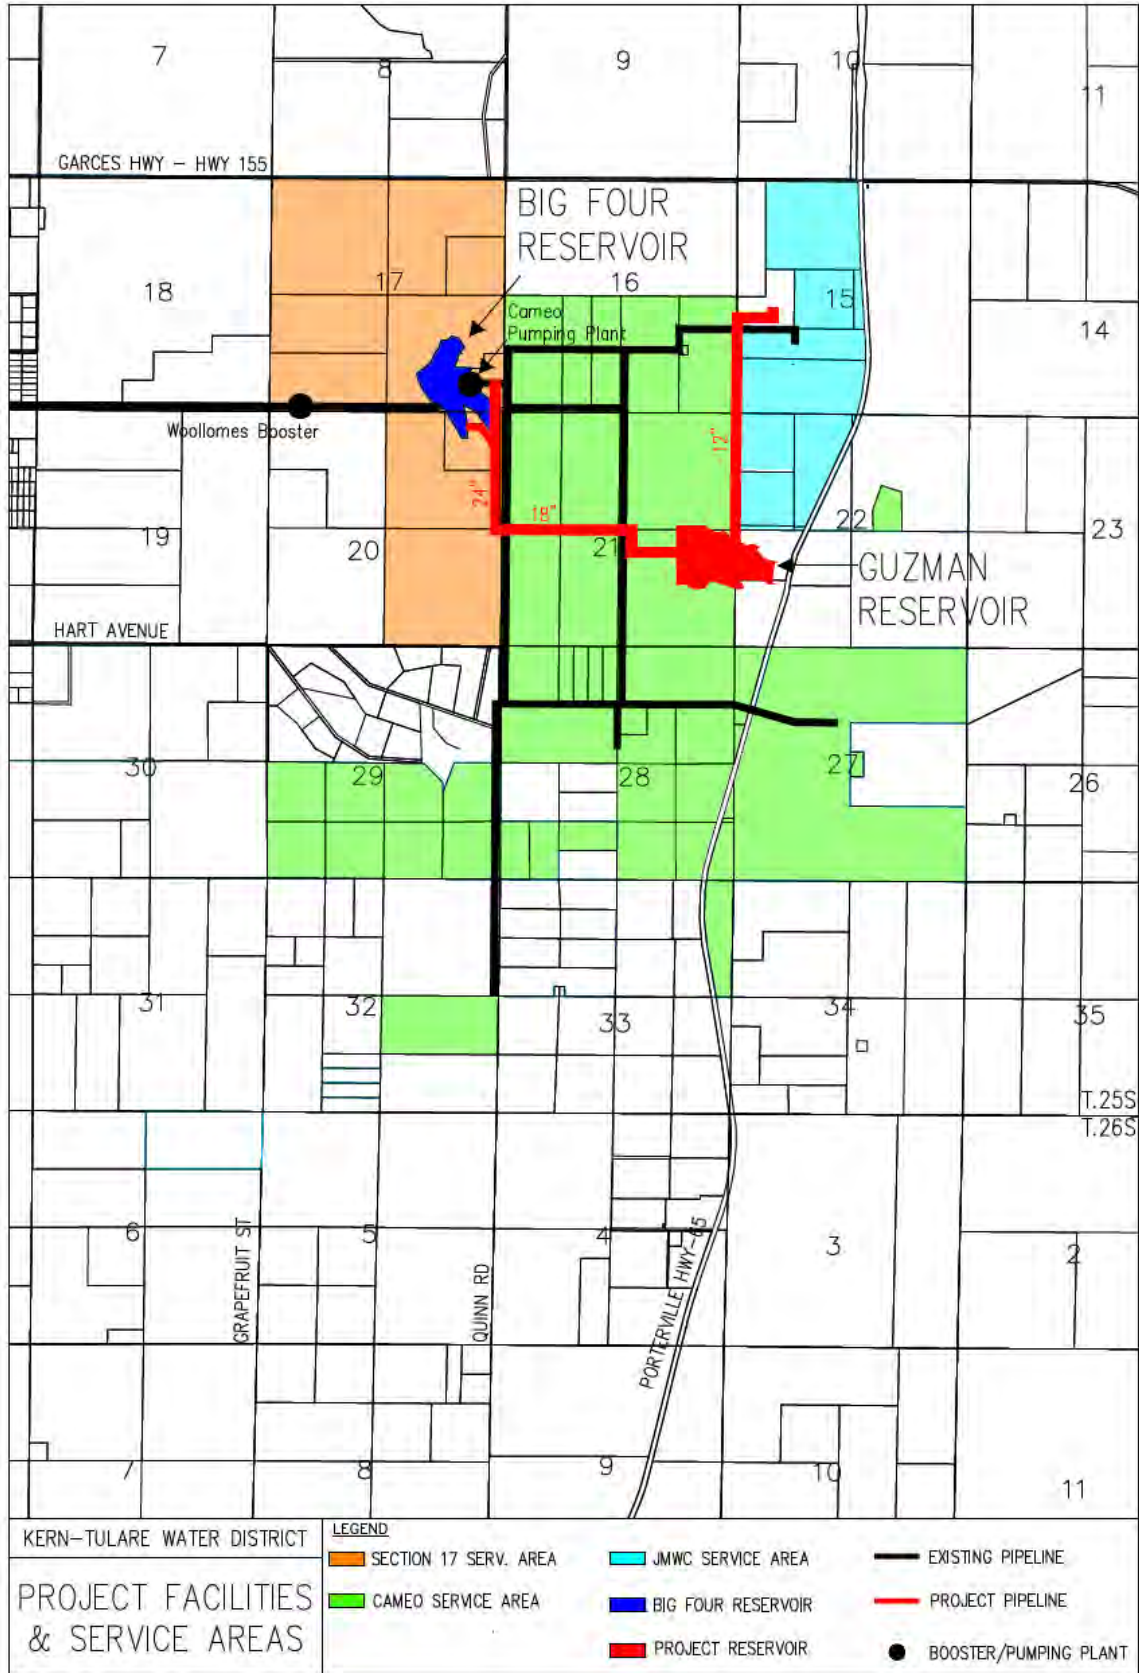 7
8
9
10
11
GARCES HWY - HWY 155
BIG FOUR
RESERVOIR
18
17
16
15
14
Cameo
Pumping Plant
Woollomes Booster
12"
24"
18"
19
20
21
22
23
GUZMAN
RESERVOIR
HART AVENUE
30
29
28
27
26
31
32
33
34
35
T.25S
T.26S
6
5
4
3
2
GRAPEFRUIT ST
QUINN RD
PORTERVILLE HWY-65
7
8
9
10
11
KERN-TULARE WATER DISTRICT
PROJECT FACILITIES
& SERVICE AREAS
LEGEND
SECTION 17 SERV. AREA
CAMEO SERVICE AREA
JMWC SERVICE AREA
BIG FOUR RESERVOIR
PROJECT RESERVOIR
EXISTING PIPELINE
PROJECT PIPELINE
BOOSTER/PUMPING PLANT